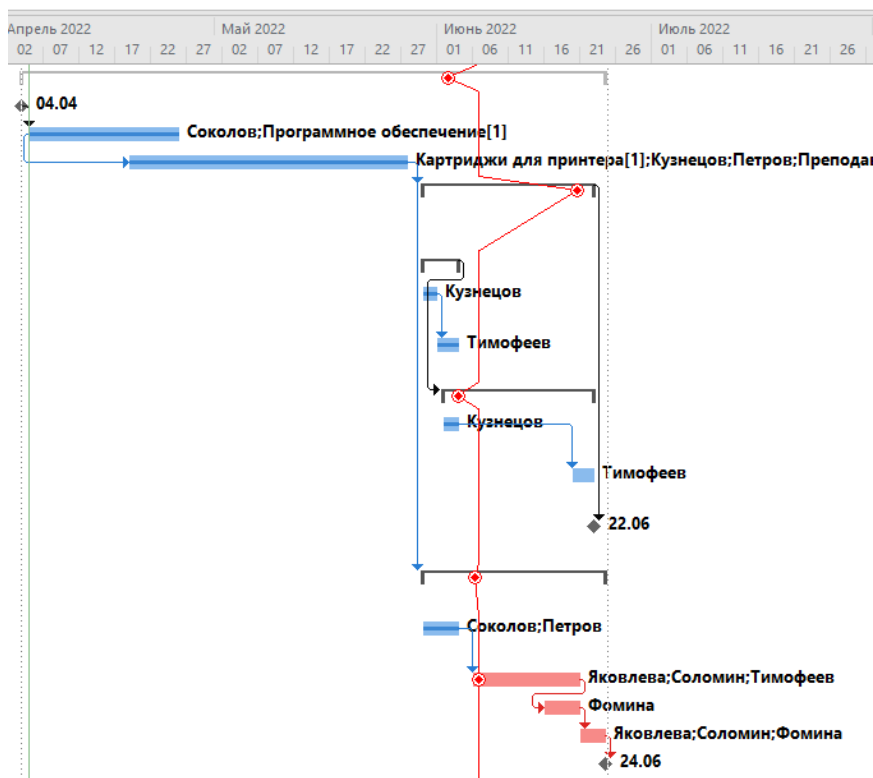 Апрель 2022 Май 2022 Июнь 2022 Июль 2022
02 07 12 17 22 27 02 07 12 17 22 27 01 06 11 16 21 26 01 06 11 16 21 26
04.04
Соколов;Программное обеспечение[1]
Картриджи для принтера[1];Кузнецов;Петров;Преподав
Кузнецов
Тимофеев
Кузнецов
Тимофеев
22.06
Соколов;Петров
Яковлева;Соломин;Тимофеев
Фомина
Яковлева;Соломин;Фомина
24.06